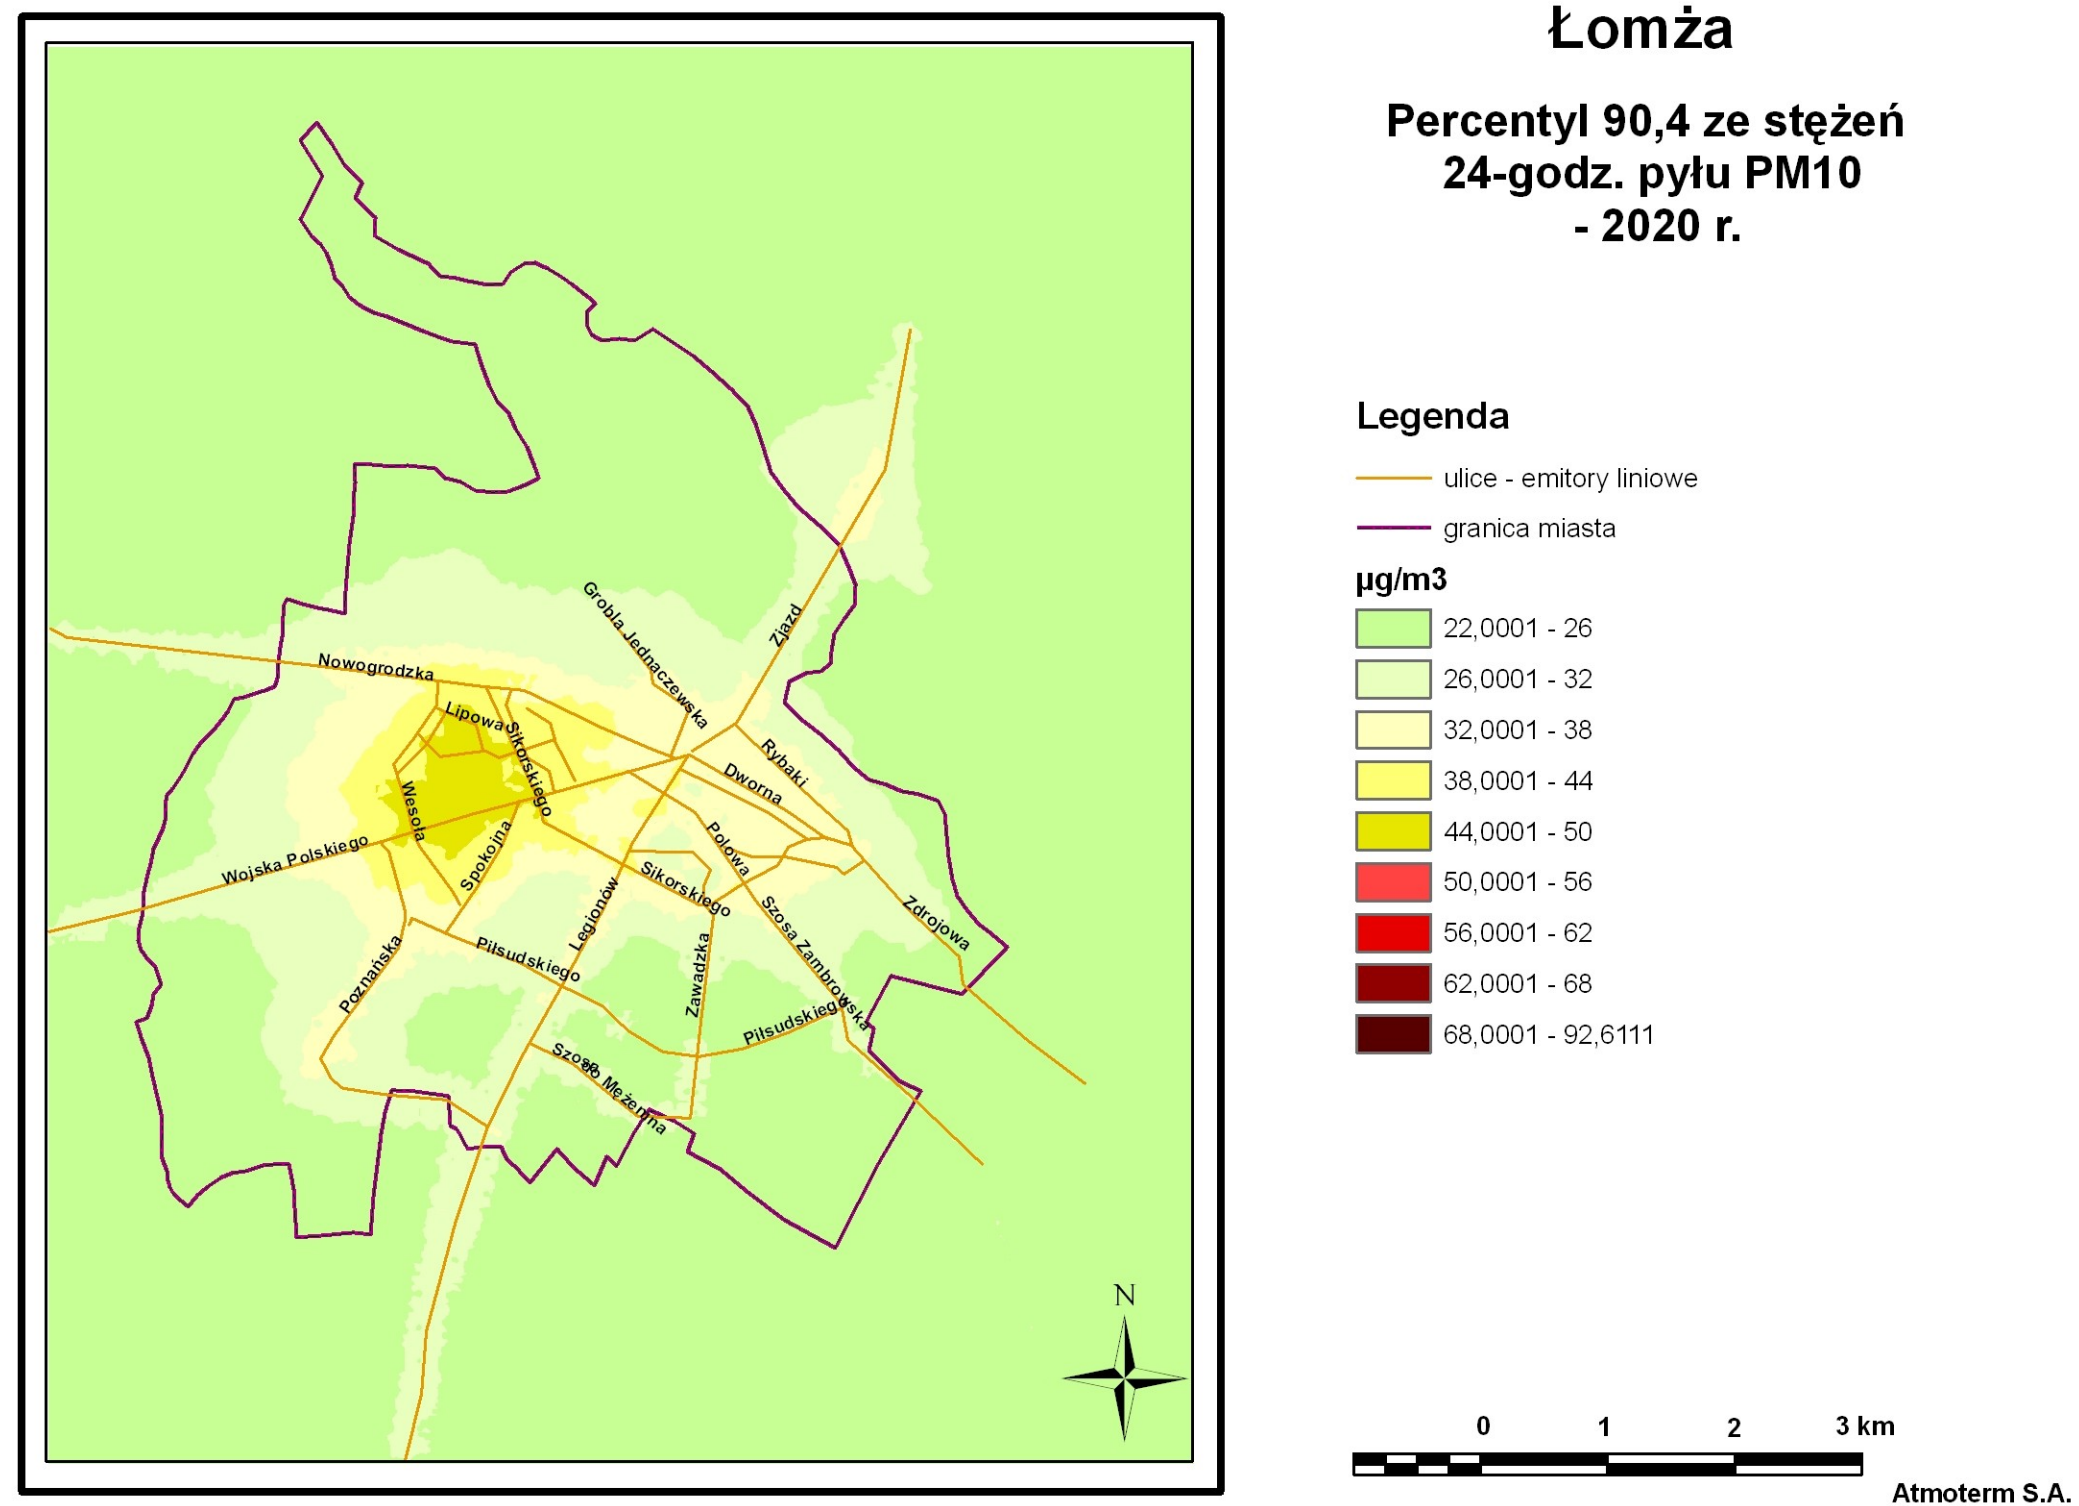 Łomża
Percentyl 90,4 ze stężeń
24-godz. pyłu PM10
- 2020 r.
Legenda
ulice - emitory liniowe
granica miasta
µg/m3
22,0001 - 26
26,0001 - 32
32,0001 - 38
38,0001 - 44
44,0001 - 50
50,0001 - 56
56,0001 - 62
62,0001 - 68
68,0001 - 92,6111
Grobla Jednaczewska
Zjazd
Nowogrodzka
Lipowa
Sikorskiego
Rybaki
Dworna
Wesoła
Wojska Polskiego
Spokojna
Polowa
Sikorskiego
Legionów
Szosa Zambrowska
Zdrojowa
Poznańska
Piłsudskiego
Zawadzka
Piłsudskiego
Szosa
do Mężenina
N
0 1 2 3 km
Atmoterm S.A.